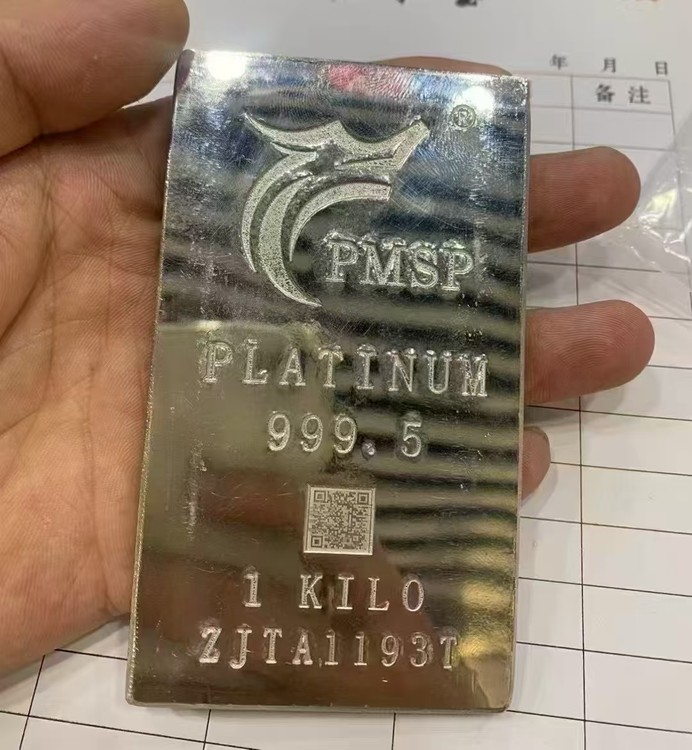 年 月 日
备注
®
PMSP
PLATINUM
999.5
1 KILO
ZJTA1193T